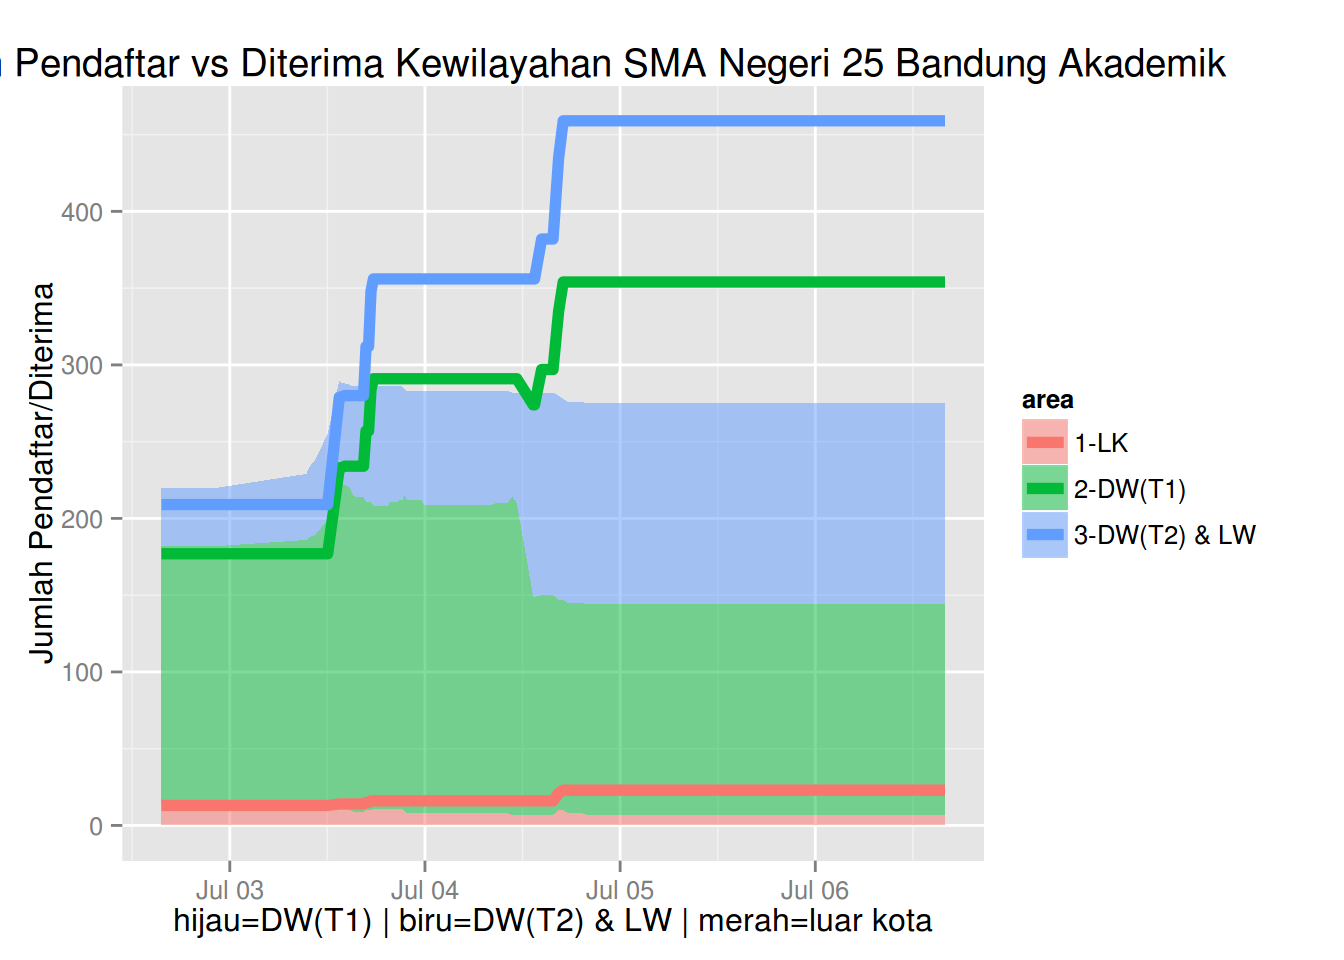 Pendaftar vs Diterima Kewilayahan SMA Negeri 25 Bandung Akademik
Jumlah Pendaftar/Diterima
400
300
200
100
0
Jul 03
Jul 04
Jul 05
Jul 06
hijau=DW(T1) | biru=DW(T2) & LW | merah=luar kota
area
1-LK
2-DW(T1)
3-DW(T2) & LW